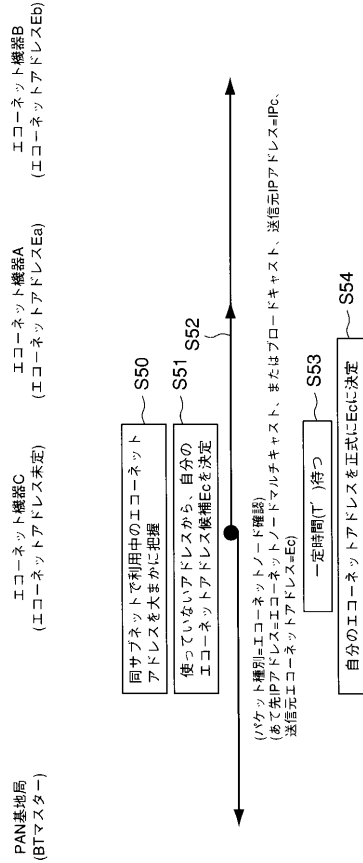 PAN基地局
(BTマスター)
エコーネット機器C
(エコーネットアドレス未定)
エコーネット機器A
(エコーネットアドレスEa)
エコーネット機器B
(エコーネットアドレスEb)
同サブネットで利用中のエコーネット
アドレスを大まかに把握
S50
使っていないアドレスから、自分の
エコーネットアドレス候補Ecを決定
S51
S52
(パケット種別=エコーネットノード確認)
(あて先IPアドレス=エコーネットノードマルチキャスト、またはブロードキャスト、送信元IPアドレス=IPc、
送信元エコーネットアドレス=Ec)
一定時間(T´)待つ
S53
自分のエコーネットアドレスを正式にEcに決定
S54